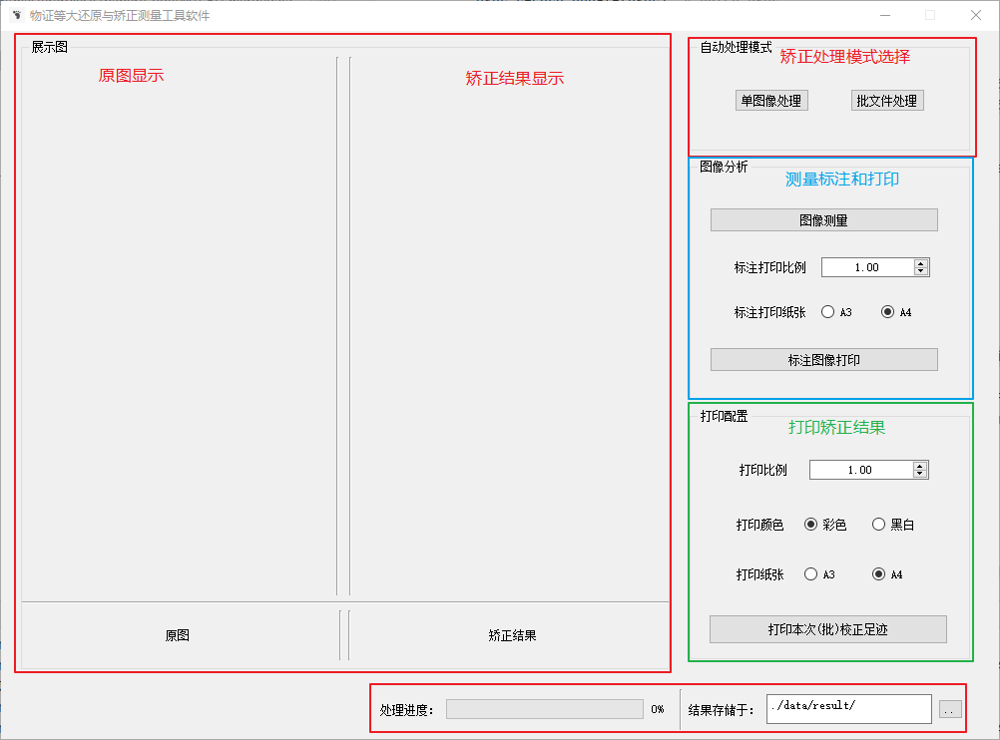 物证等大还原与矫正测量工具软件
展示图
原图显示
矫正结果显示
原图
矫正结果
自动处理模式
矫正处理模式选择
单图像处理
批文件处理
图像分析
测量标注和打印
图像测量
标注打印比例 1.00
标注打印纸张 A3 A4
标注图像打印
打印配置
打印矫正结果
打印比例 1.00
打印颜色 彩色 黑白
打印纸张 A3 A4
打印本次(批)校正足迹
处理进度: 0% 结果存储于: ./data/result/ ..